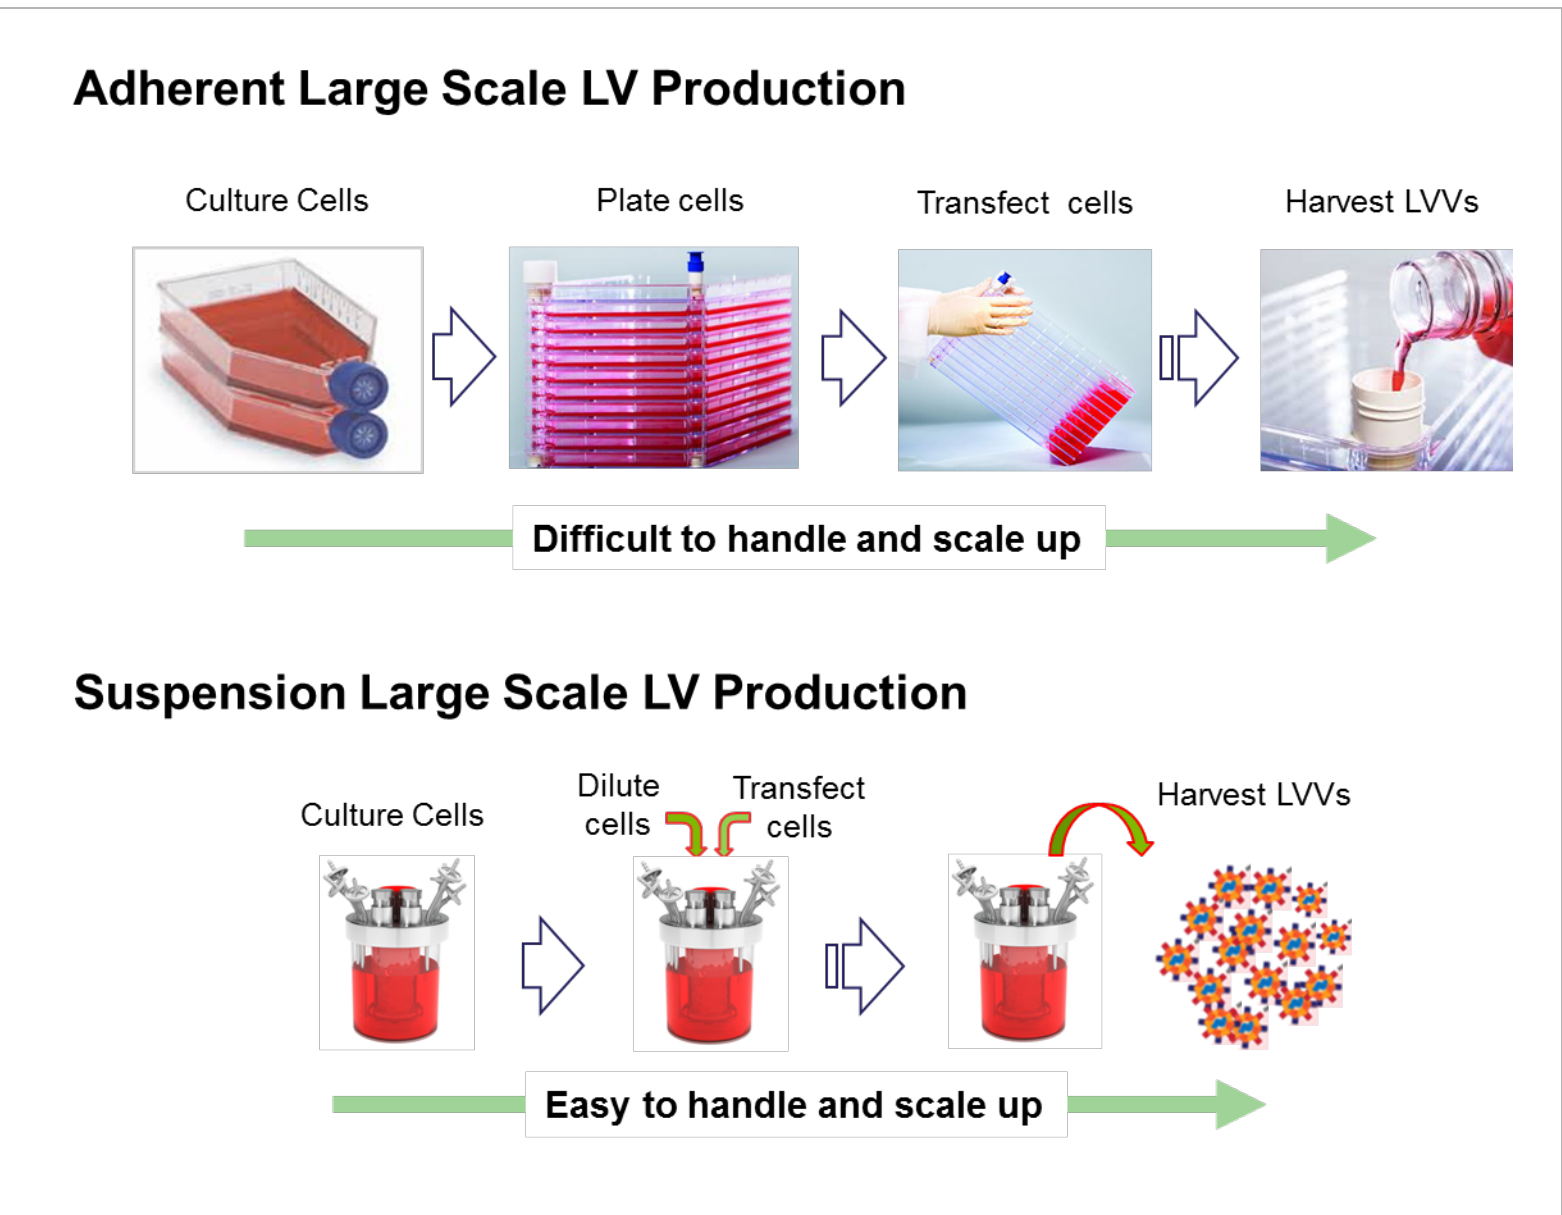 Adherent Large Scale LV Production
Culture Cells
Plate cells
Transfect cells
Harvest LVVs
Difficult to handle and scale up
Suspension Large Scale LV Production
Culture Cells
Dilute
cells
Transfect
cells
Harvest LVVs
Easy to handle and scale up